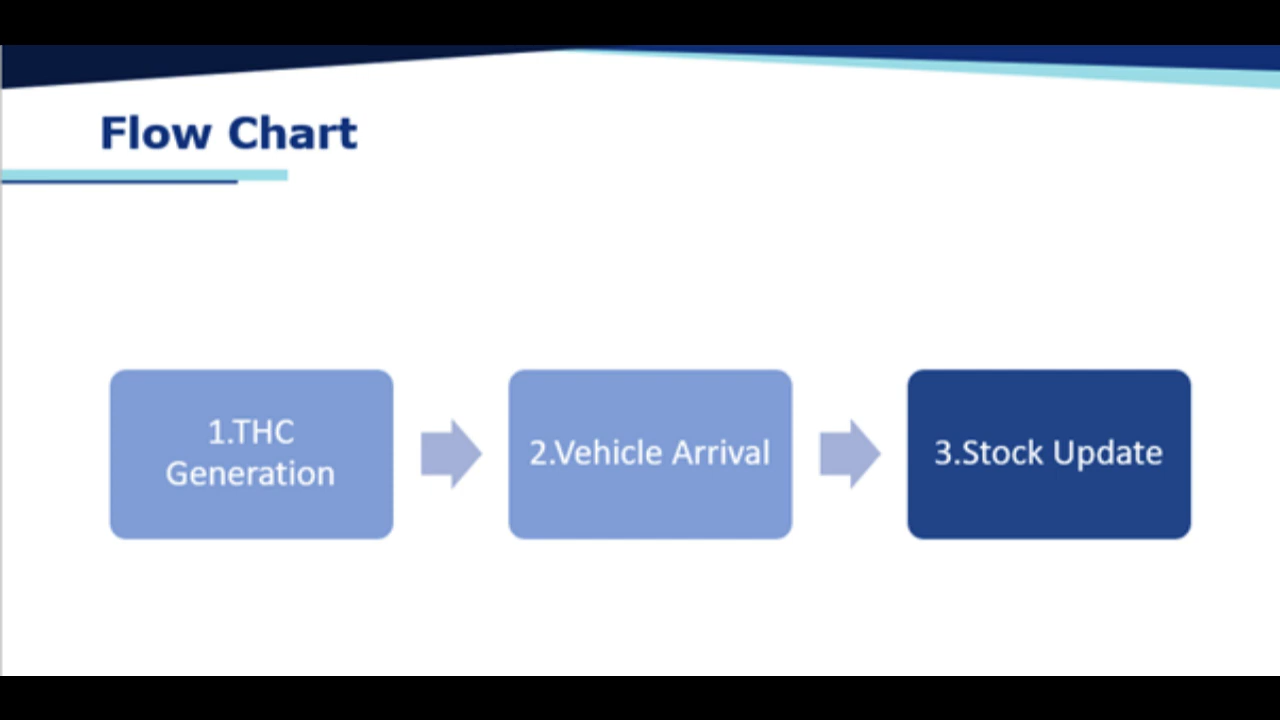 Flow Chart
1.THC
Generation
2.Vehicle Arrival
3.Stock Update